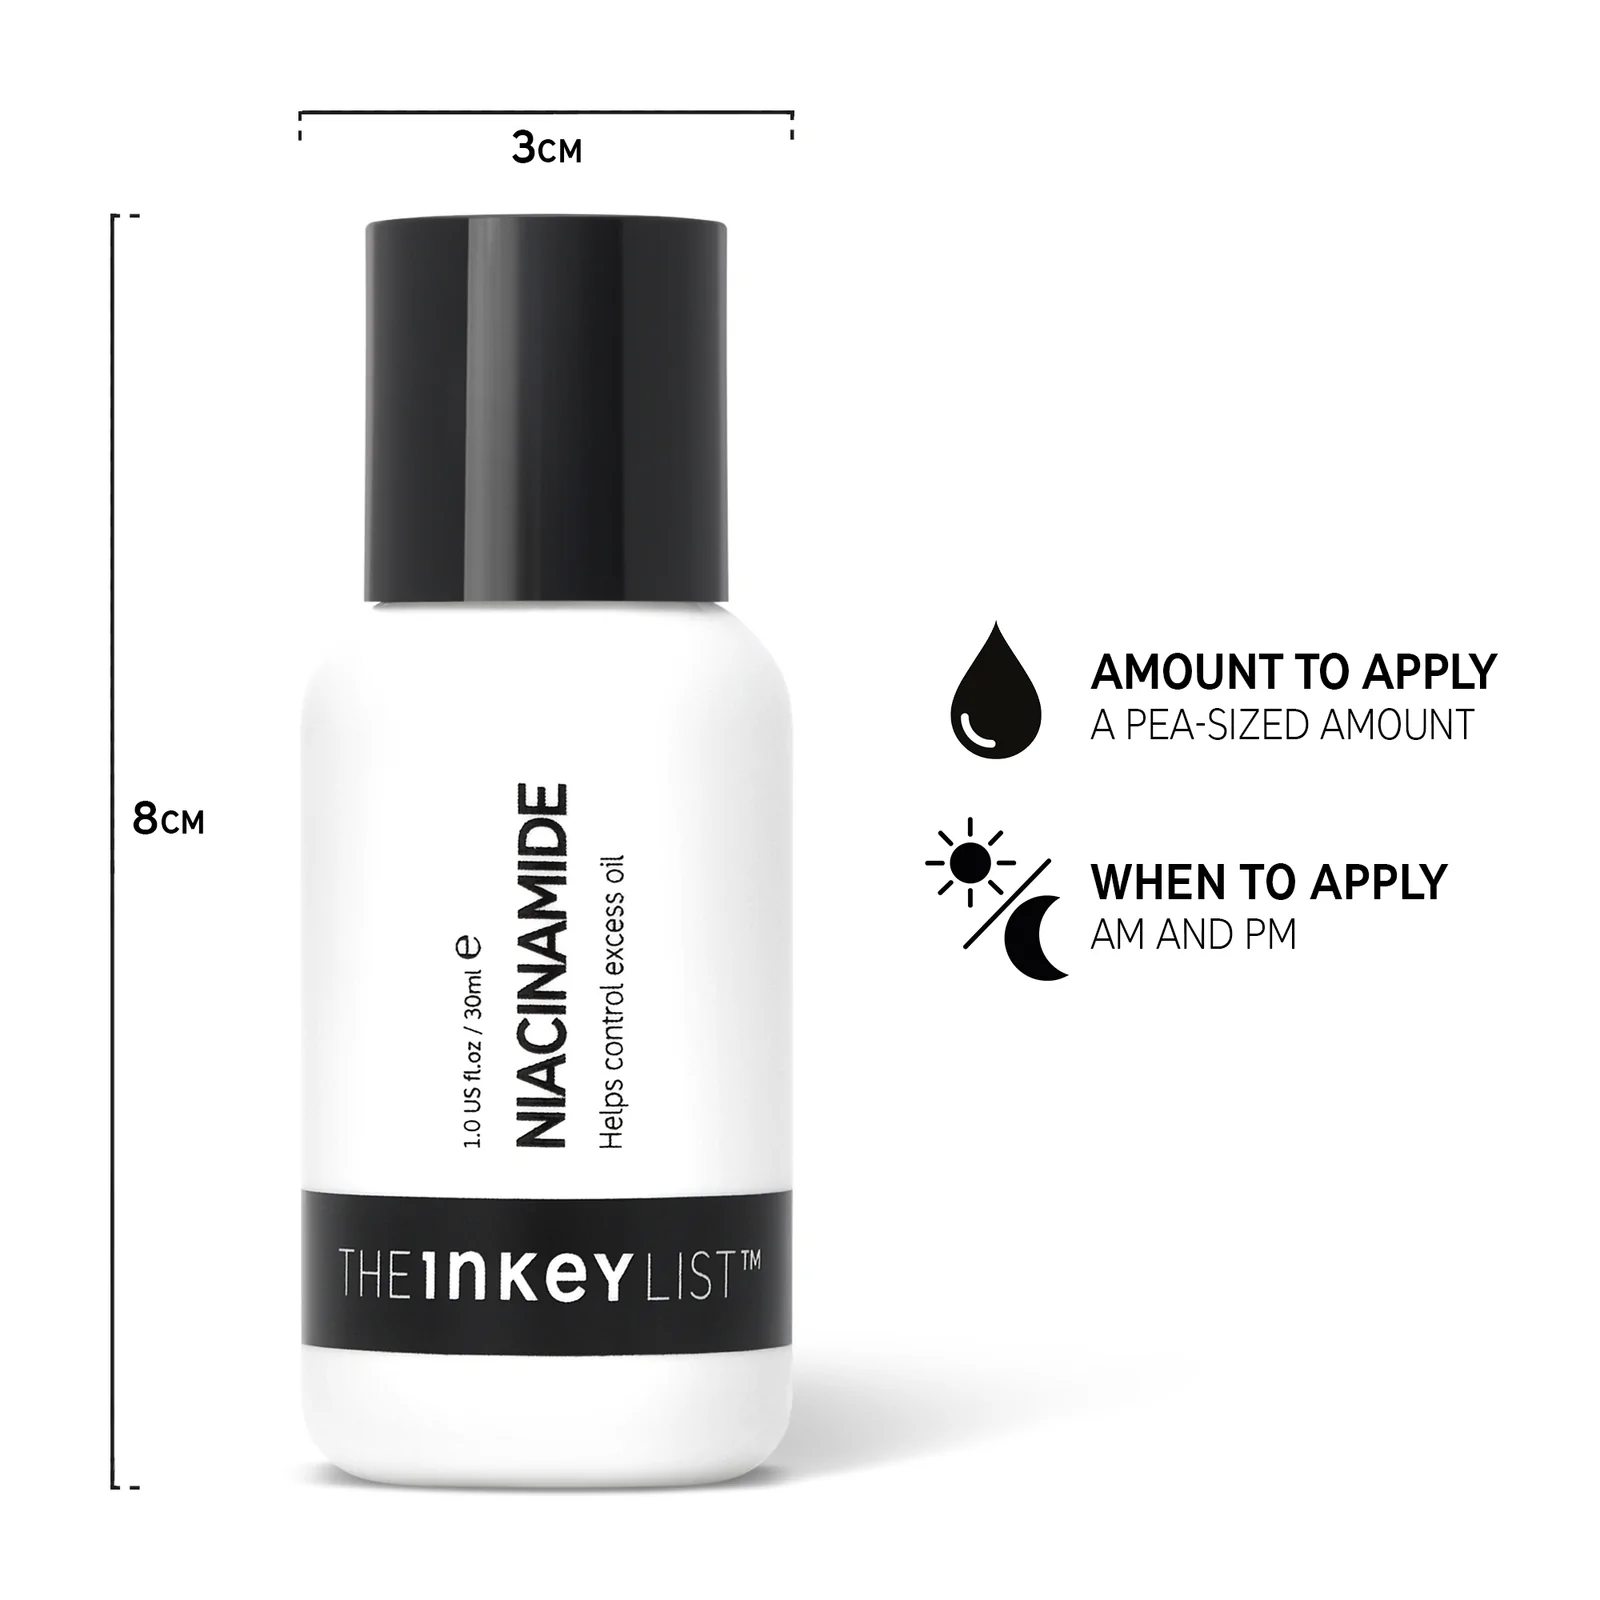 3CM
8CM
1.0 US fl.oz / 30ml ℮
NIACINAMIDE
Helps control excess oil
THE INKEY LIST™
AMOUNT TO APPLY
A PEA-SIZED AMOUNT
WHEN TO APPLY
AM AND PM